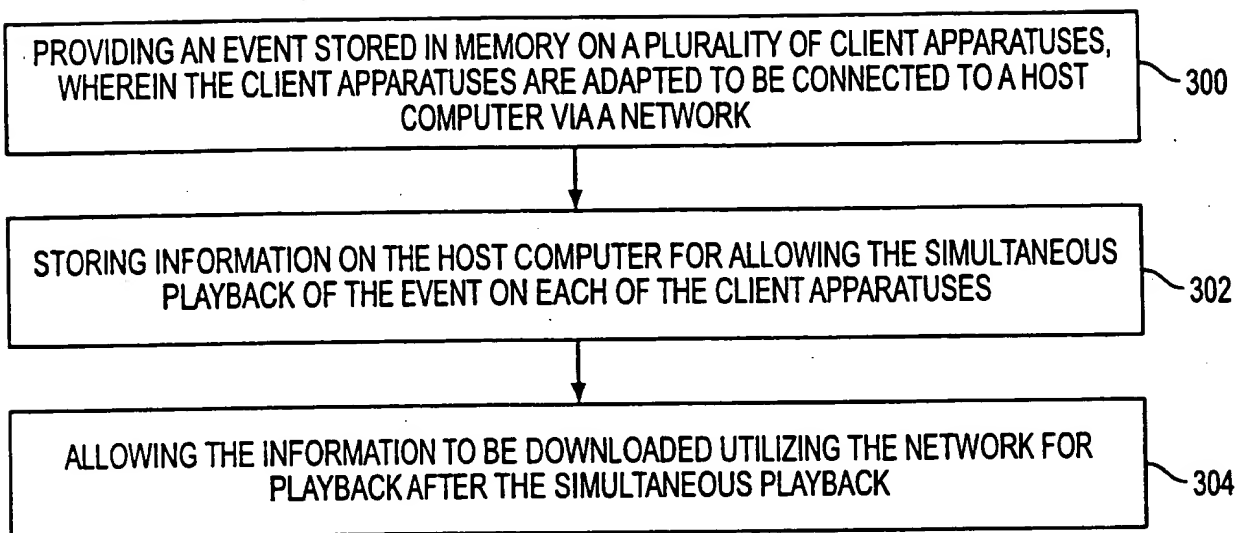 PROVIDING AN EVENT STORED IN MEMORY ON A PLURALITY OF CLIENT APPARATUSES,
WHEREIN THE CLIENT APPARATUSES ARE ADAPTED TO BE CONNECTED TO A HOST
COMPUTER VIA A NETWORK
300
STORING INFORMATION ON THE HOST COMPUTER FOR ALLOWING THE SIMULTANEOUS
PLAYBACK OF THE EVENT ON EACH OF THE CLIENT APPARATUSES
302
ALLOWING THE INFORMATION TO BE DOWNLOADED UTILIZING THE NETWORK FOR
PLAYBACK AFTER THE SIMULTANEOUS PLAYBACK
304